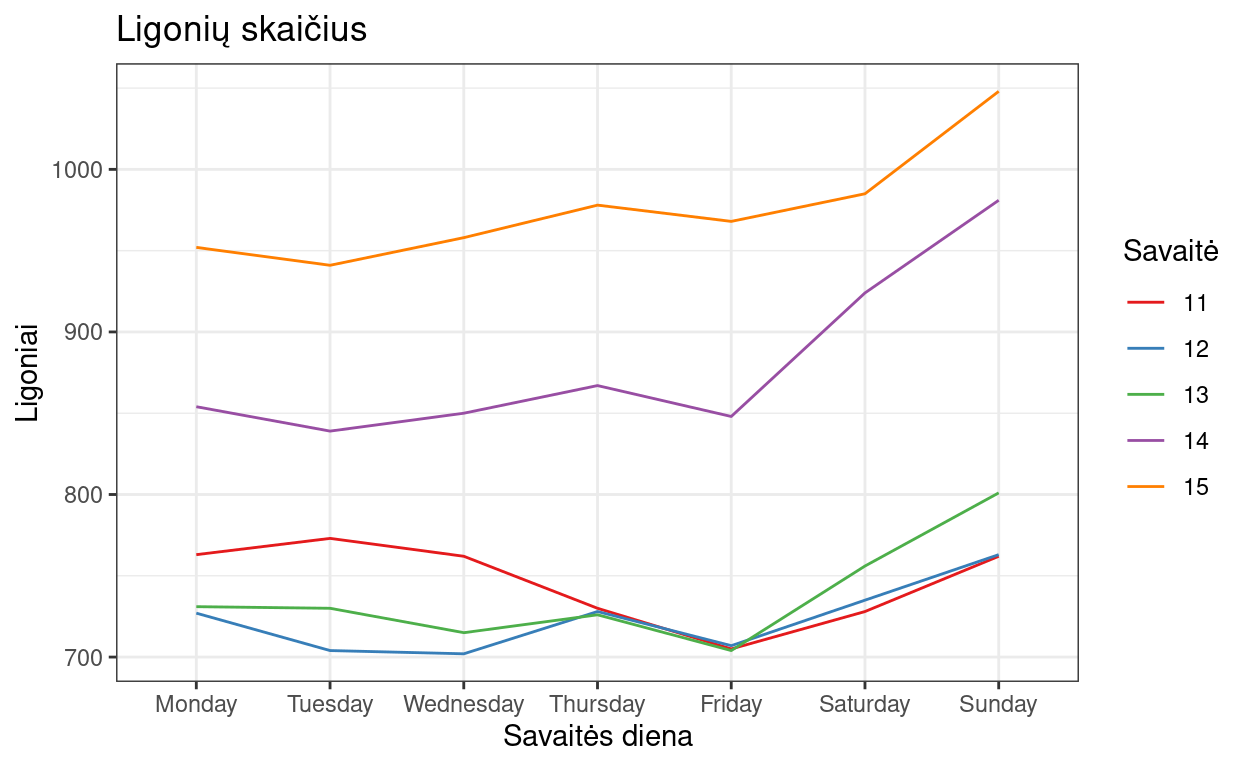 Ligonių skaičius
Ligoniai
1000
900
800
700
Monday Tuesday Wednesday Thursday Friday Saturday Sunday
Savaitės diena
Savaitė
11
12
13
14
15